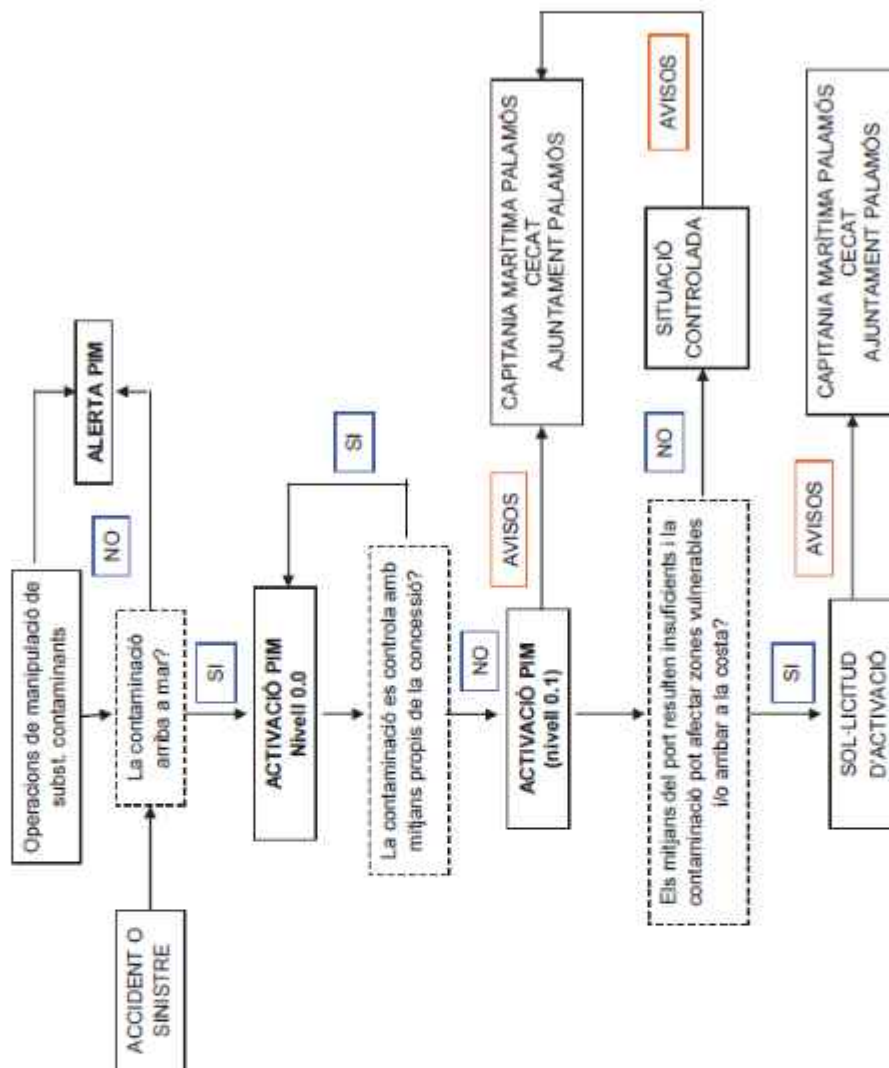 Operacions de manipulació de
subst. contaminants
ALERTA PIM
NO
ACCIDENT O
SINISTRE
La contaminació
arriba a mar?
SI
ACTIVACIÓ PIM
Nivell 0.0
SI
La contaminació es controla amb
mitjans propis de la concessió?
NO
AVISOS
ACTIVACIÓ PIM
(nivell 0.1)
CAPITANIA MARÍTIMA PALAMÓS
CECAT
AJUNTAMENT PALAMÓS
Els mitjans del port resulten insuficients i la
contaminació pot afectar zones vulnerables
i/o arribar a la costa?
NO
SITUACIÓ
CONTROLADA
AVISOS
SI
AVISOS
SOL·LICITUD
D'ACTIVACIÓ
CAPITANIA MARÍTIMA PALAMÓS
CECAT
AJUNTAMENT PALAMÓS